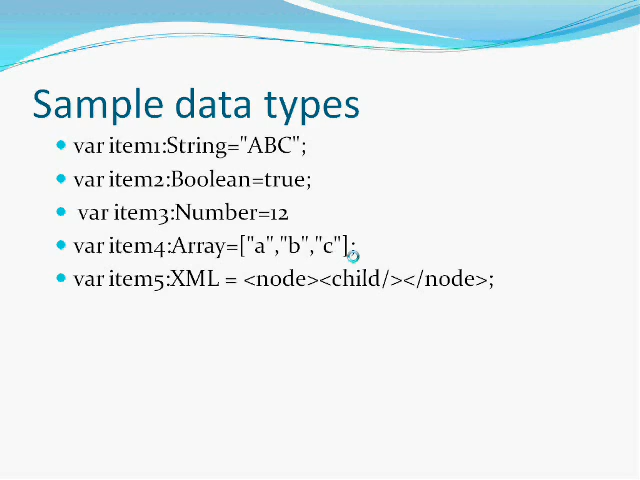 Sample data types
var item1:String="ABC";
var item2:Boolean=true;
var item3:Number=12
var item4:Array=["a","b","c"];
var item5:XML = <node><child/></node>;